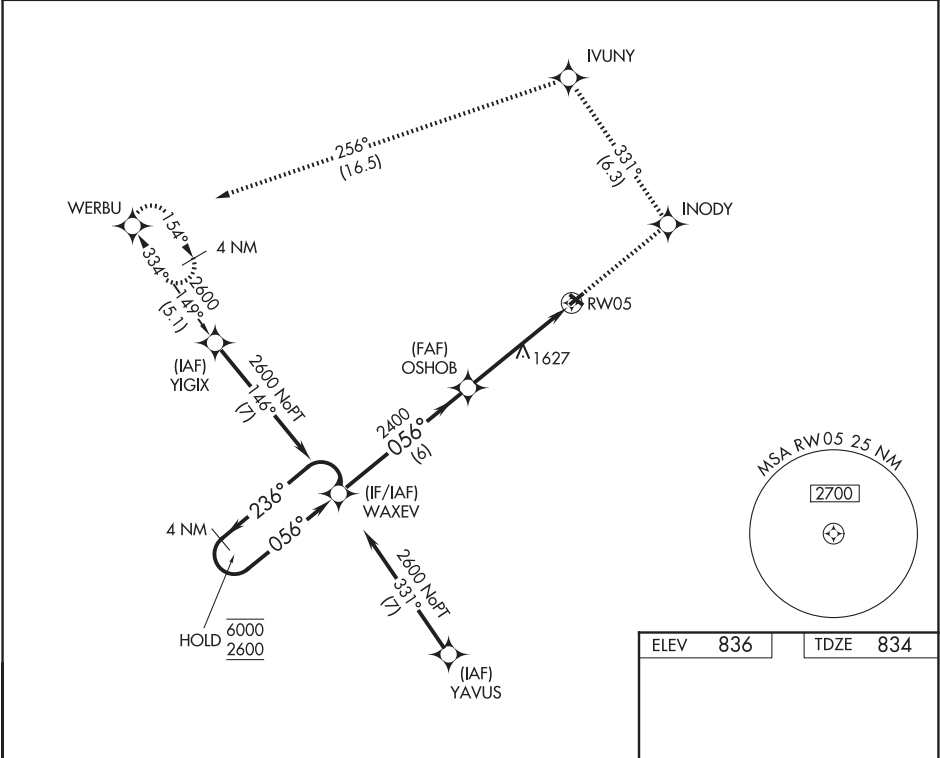 IVUNY
256°
(16.5)
331°
(6.3)
WERBU
154°
4 NM
INODY
334°
2600
149°
(5.1)
RW05
(IAF)
YIGIX
2600 NoPT
146°
(7)
(FAF)
OSHOB
1627
2400
056°
(6)
MSA RW05 25 NM
2700
236°
(IF/IAF)
WAXEV
4 NM
056°
2600 NoPT
331°
(7)
HOLD
6000
2600
(IAF)
YAVUS
ELEV 836
TDZE 834